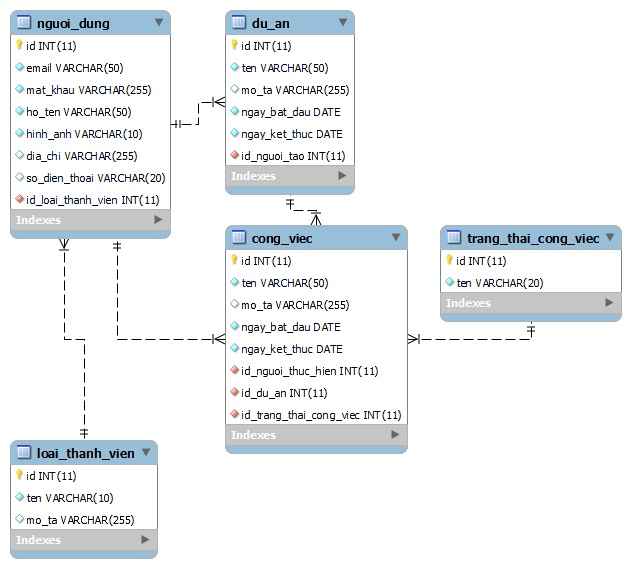 nguoi_dung
id INT(11)
email VARCHAR(50)
mat_khau VARCHAR(255)
ho_ten VARCHAR(50)
hinh_anh VARCHAR(10)
dia_chi VARCHAR(255)
so_dien_thoai VARCHAR(20)
id_loai_thanh_vien INT(11)
Indexes
du_an
id INT(11)
ten VARCHAR(50)
mo_ta VARCHAR(255)
ngay_bat_dau DATE
ngay_ket_thuc DATE
id_nguoi_tao INT(11)
Indexes
cong_viec
id INT(11)
ten VARCHAR(50)
mo_ta VARCHAR(255)
ngay_bat_dau DATE
ngay_ket_thuc DATE
id_nguoi_thuc_hien INT(11)
id_du_an INT(11)
id_trang_thai_cong_viec INT(11)
Indexes
trang_thai_cong_viec
id INT(11)
ten VARCHAR(20)
Indexes
loai_thanh_vien
id INT(11)
ten VARCHAR(10)
mo_ta VARCHAR(255)
Indexes